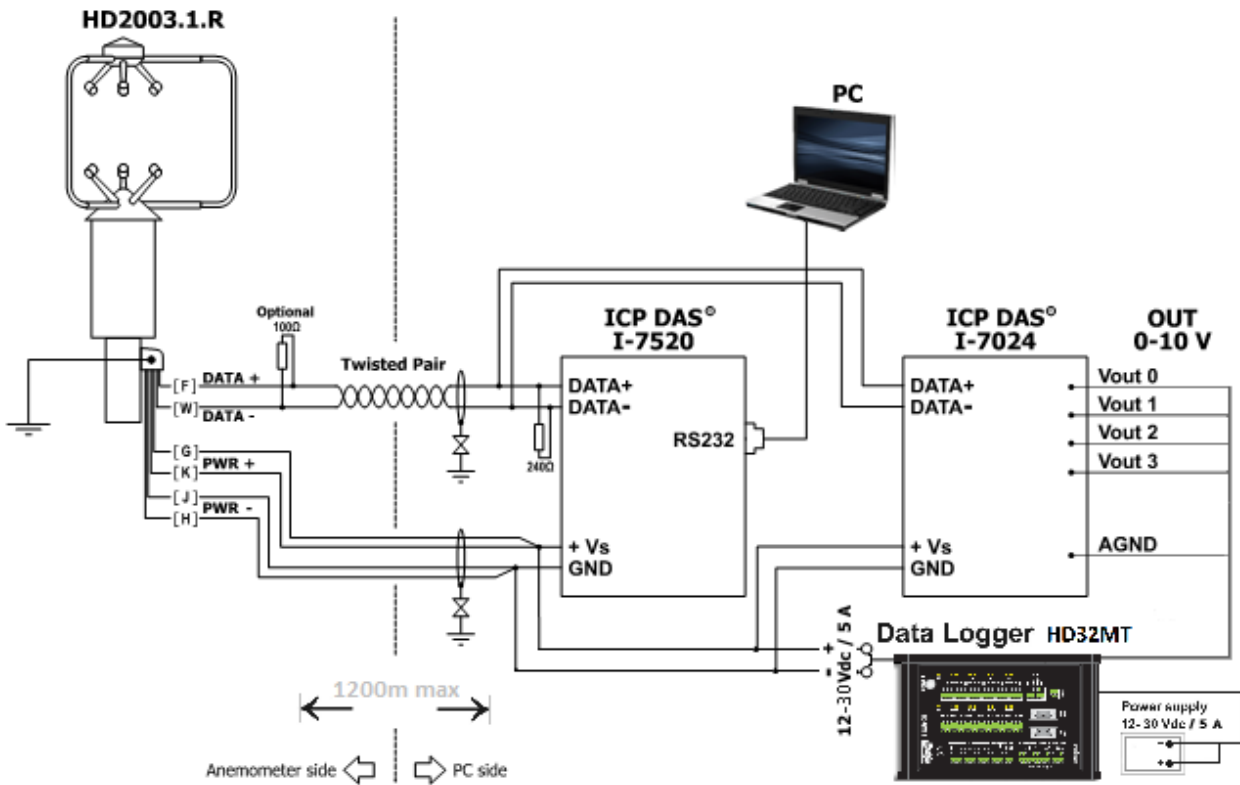 HD2003.1.R
PC
Optional
100Ω
Twisted Pair
ICP DAS®
I-7520
ICP DAS®
I-7024
OUT
0-10 V
[F] DATA +
[W] DATA -
[G]
[K] PWR +
[J]
[H] PWR -
240Ω
DATA+
DATA-
RS232
+ Vs
GND
DATA+
DATA-
+ Vs
GND
Vout 0
Vout 1
Vout 2
Vout 3
AGND
+
-
12-30Vdc / 5 A
Data Logger HD32MT
1200m max
Power supply
12- 30 Vdc / 5 A
-
+
Anemometer side
PC side